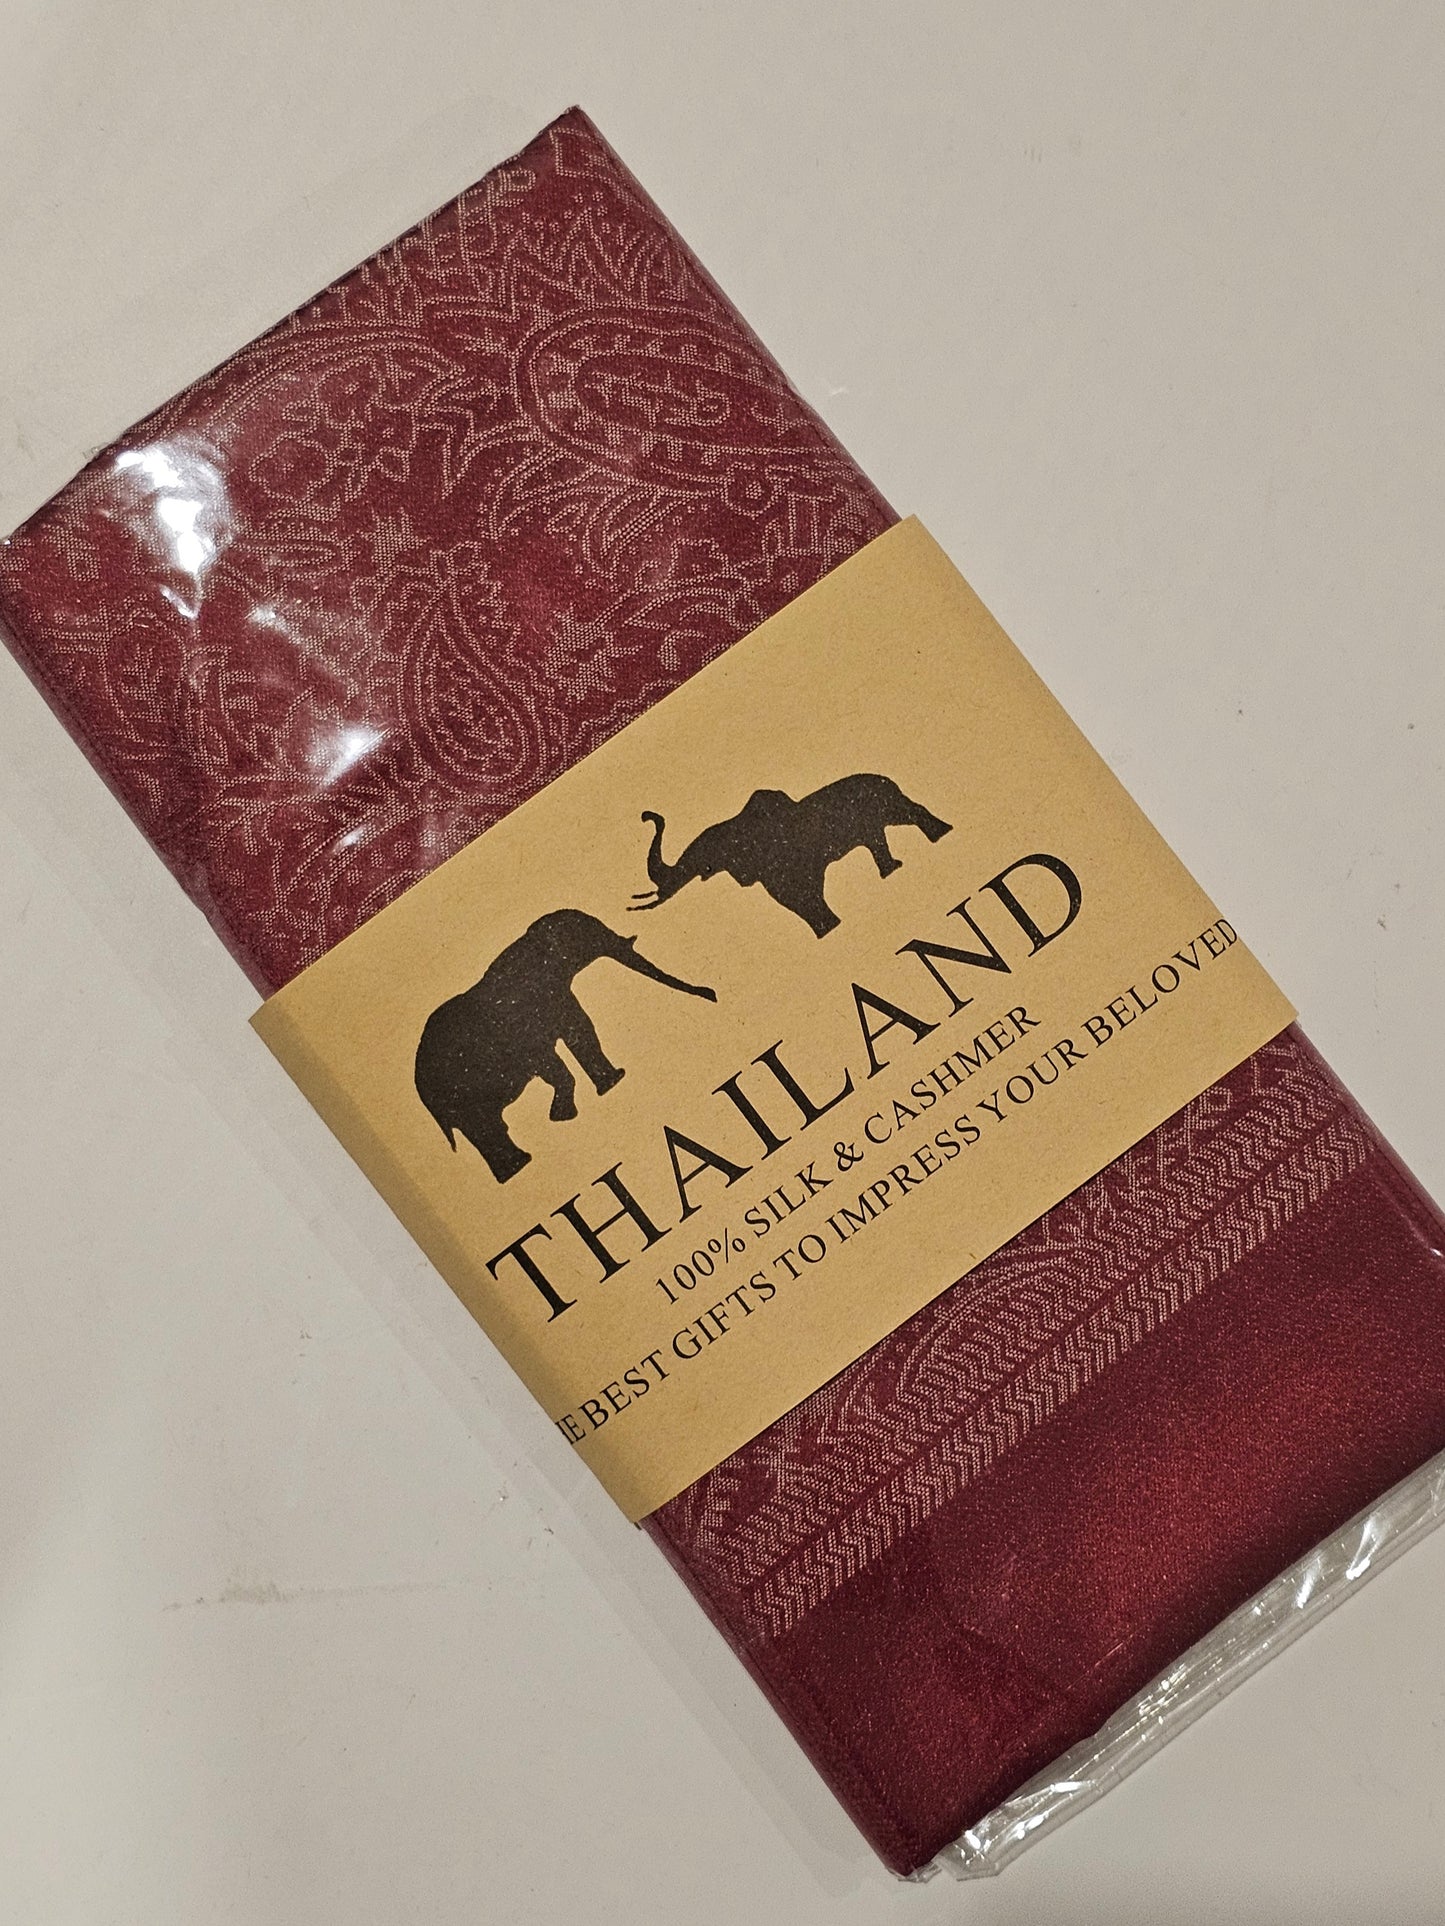 THAILAND
100% SILK & CASHMER
BEST GIFTS TO IMPRESS YOUR BELOVED